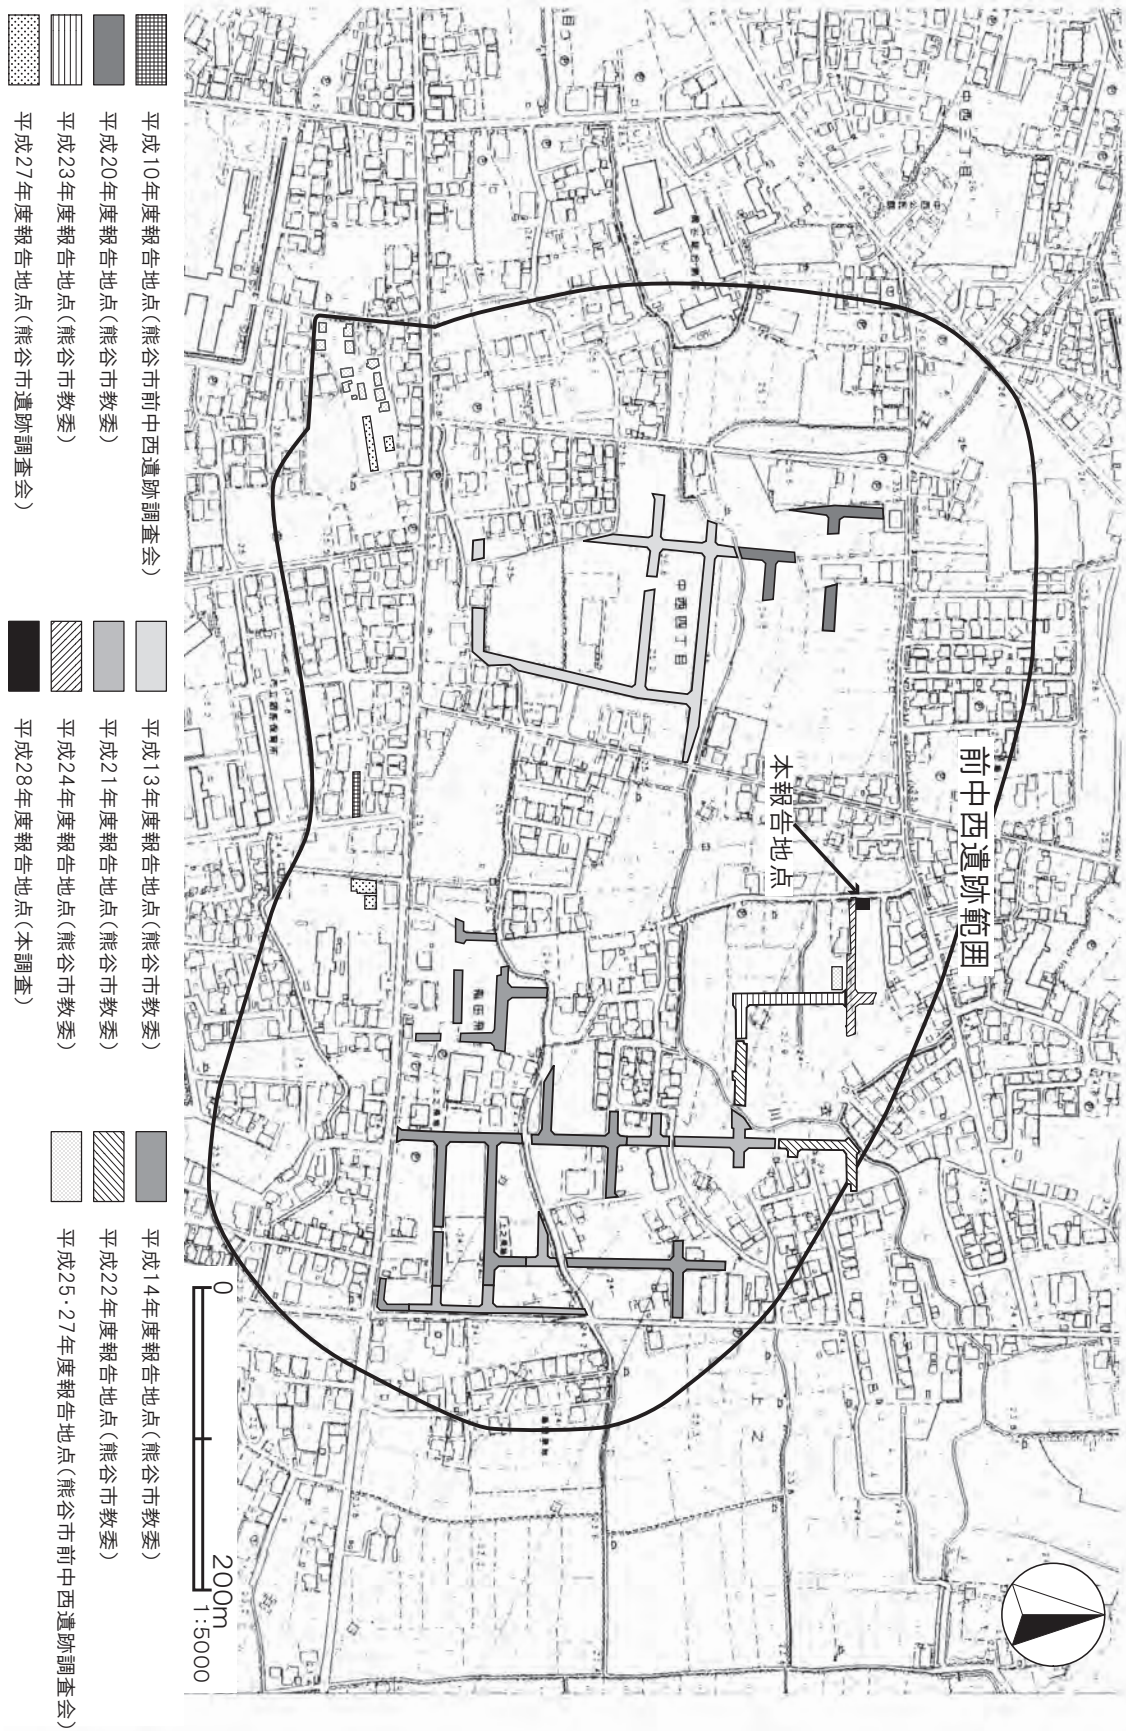 前中西遺跡範囲
本報告地点
中西四丁目
上之
0
200m
1:5000
平成10年度報告地点(熊谷市前中西遺跡調査会)
平成13年度報告地点(熊谷市教委)
平成14年度報告地点(熊谷市教委)
平成20年度報告地点(熊谷市教委)
平成21年度報告地点(熊谷市教委)
平成22年度報告地点(熊谷市教委)
平成23年度報告地点(熊谷市教委)
平成24年度報告地点(熊谷市教委)
平成25・27年度報告地点(熊谷市前中西遺跡調査会)
平成27年度報告地点(熊谷市遺跡調査会)
平成28年度報告地点(本調査)